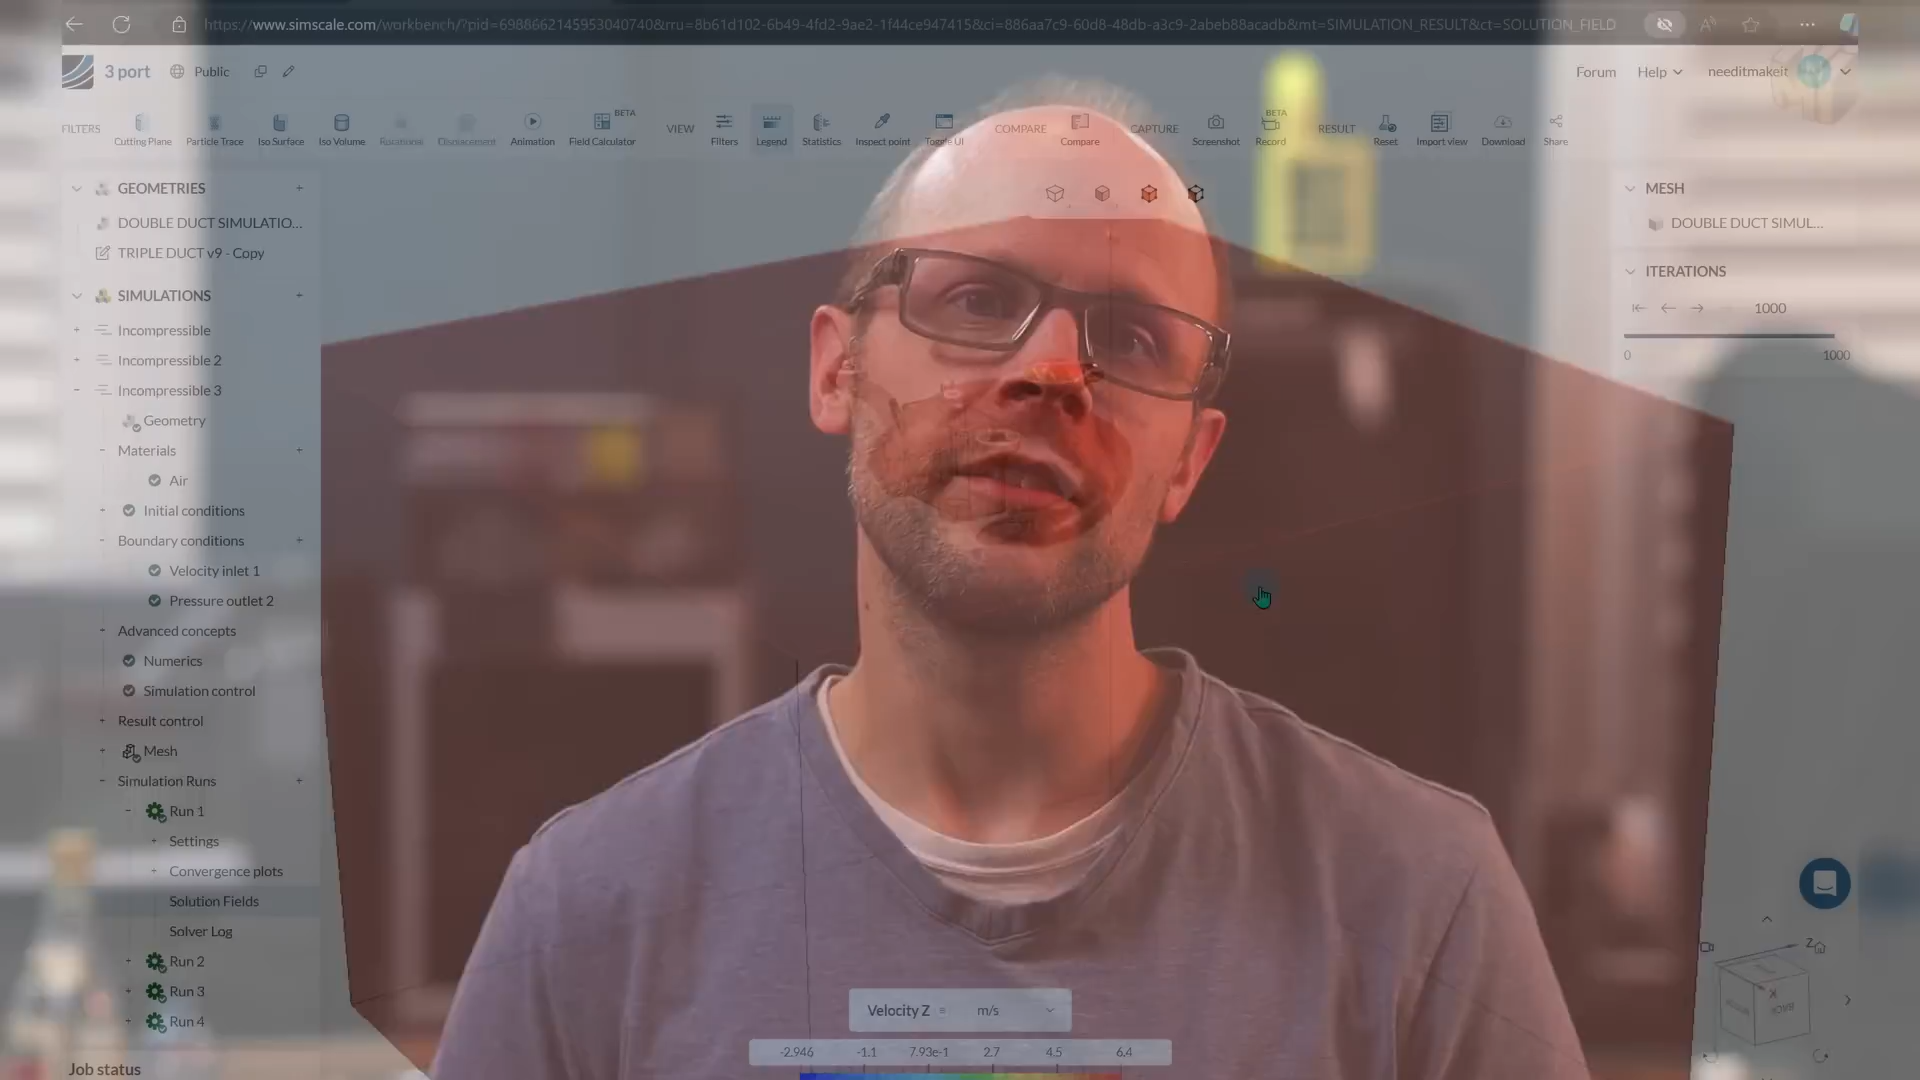 https://www.simscale.com/workbench/?pid=6988662145953040740&rru=8b61d102-6b49-4fd2-9ae2-1f44ce947415&ci=886aa7c9-60d8-48db-a3c9-2abeb88acadb&mt=SIMULATION_RESULT&ct=SOLUTION_FIELD
3 port Public Forum Help needitmakeit
FILTERS Cutting Plane Particle Trace Iso Surface Iso Volume Rotational Displacement Animation Field Calculator BETA VIEW Filters Legend Statistics Inspect point Toggle UI COMPARE Compare CAPTURE Screenshot Record BETA RESULT Reset Import view Download Share
GEOMETRIES
DOUBLE DUCT SIMULATIO...
TRIPLE DUCT v9 - Copy
SIMULATIONS
Incompressible
Incompressible 2
Incompressible 3
Geometry
Materials
Air
Initial conditions
Boundary conditions
Velocity inlet 1
Pressure outlet 2
Advanced concepts
Numerics
Simulation control
Result control
Mesh
Simulation Runs
Run 1
Settings
Convergence plots
Solution Fields
Solver Log
Run 2
Run 3
Run 4
Job status
MESH
DOUBLE DUCT SIMUL...
ITERATIONS
1000
0 1000
Z
BACK
Velocity Z m/s
-2.946 -1.1 7.93e-1 2.7 4.5 6.4